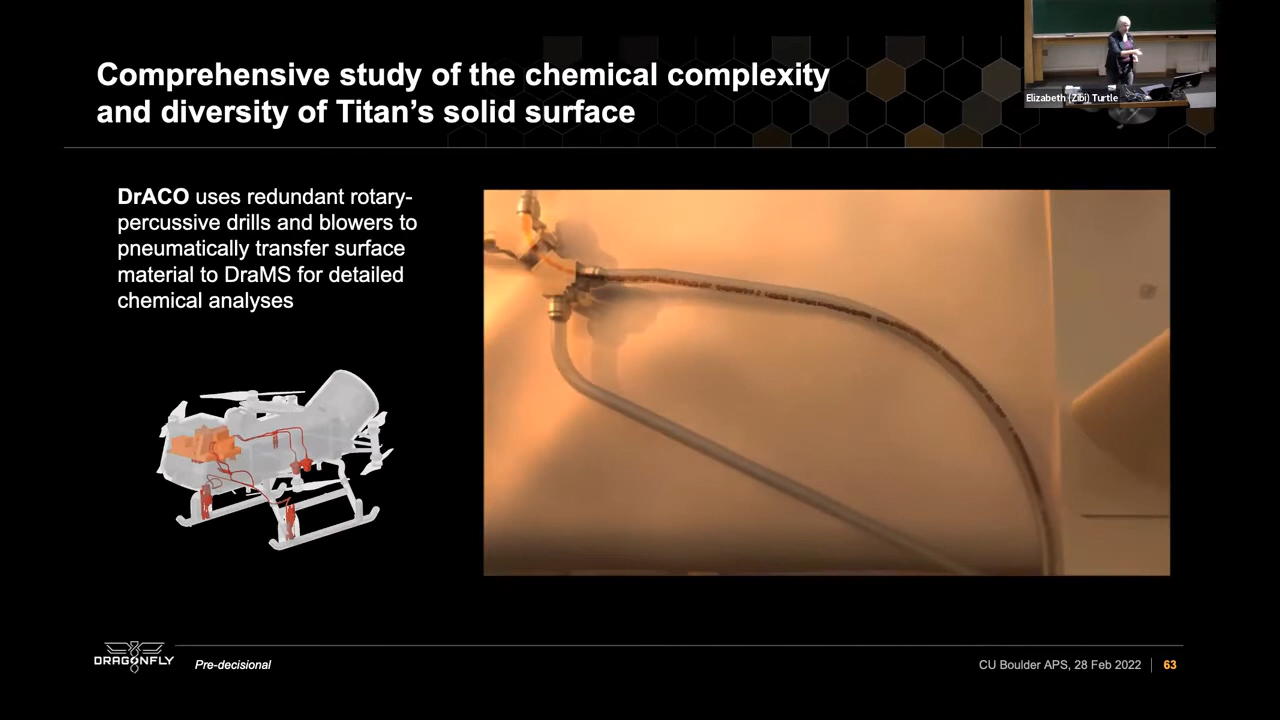 Comprehensive study of the chemical complexity
and diversity of Titan’s solid surface
Elizabeth (Zibi) Turtle
DrACO uses redundant rotary-
percussive drills and blowers to
pneumatically transfer surface
material to DraMS for detailed
chemical analyses
DRAGONFLY
Pre-decisional
CU Boulder APS, 28 Feb 2022
63